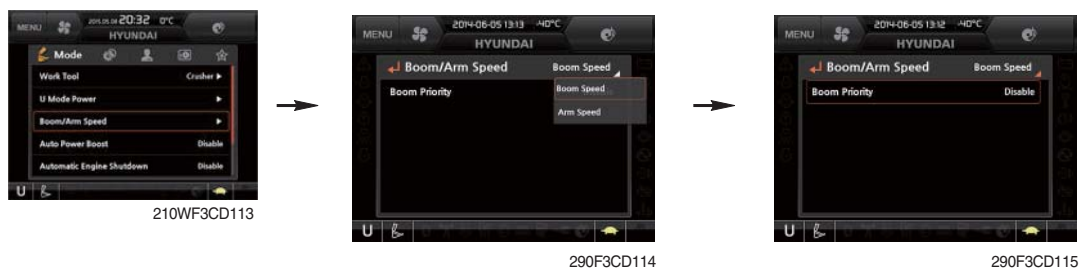 MENU 2015.05.08 20:32 0°C
HYUNDAI
Mode
Work Tool Crusher ▶
U Mode Power ▶
Boom/Arm Speed ▶
Auto Power Boost Disable
Automatic Engine Shutdown Disable
U
210WF3CD113
MENU 2014-06-05 13:13 -40°C
HYUNDAI
Boom/Arm Speed Boom Speed
Boom Priority Boom Speed
Arm Speed
U
290F3CD114
MENU 2014-06-05 13:12 -40°C
HYUNDAI
Boom/Arm Speed Boom Speed
Boom Priority Disable
U
290F3CD115